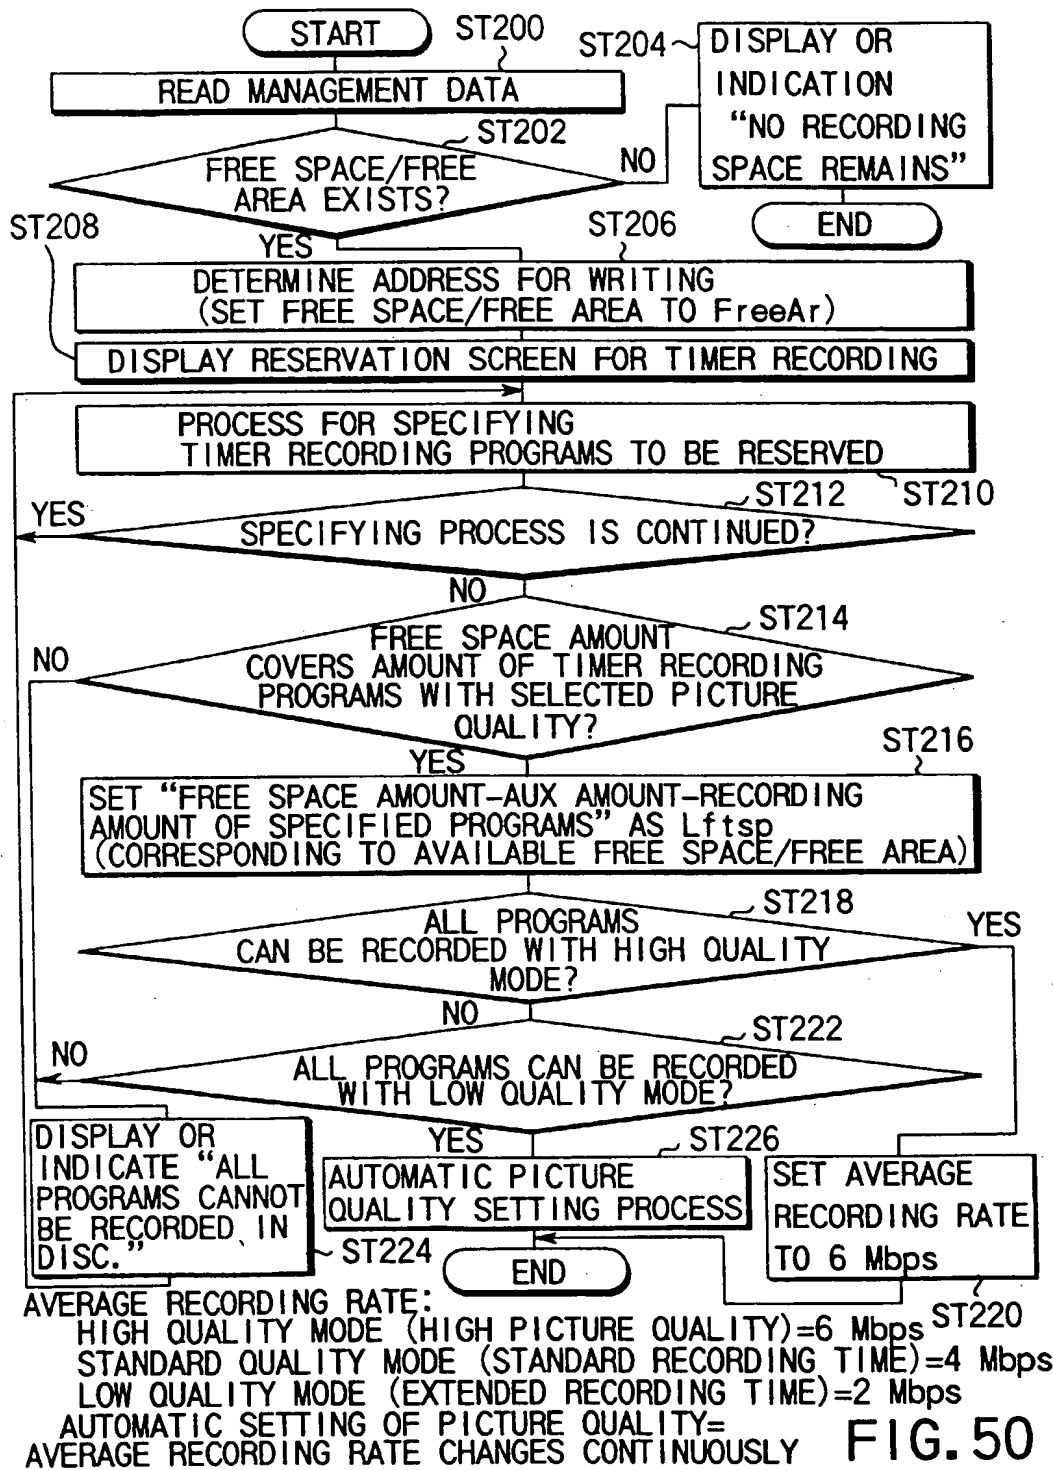 START
ST200
READ MANAGEMENT DATA
ST202
FREE SPACE/FREE
AREA EXISTS?
NO
ST204
DISPLAY OR
INDICATION
“NO RECORDING
SPACE REMAINS”
END
YES
ST206
DETERMINE ADDRESS FOR WRITING
(SET FREE SPACE/FREE AREA TO FreeAr)
ST208
DISPLAY RESERVATION SCREEN FOR TIMER RECORDING
PROCESS FOR SPECIFYING
TIMER RECORDING PROGRAMS TO BE RESERVED
ST210
ST212
YES
SPECIFYING PROCESS IS CONTINUED?
NO
ST214
NO
FREE SPACE AMOUNT
COVERS AMOUNT OF TIMER RECORDING
PROGRAMS WITH SELECTED PICTURE
QUALITY?
YES
ST216
SET “FREE SPACE AMOUNT-AUX AMOUNT-RECORDING
AMOUNT OF SPECIFIED PROGRAMS” AS Lftsp
(CORRESPONDING TO AVAILABLE FREE SPACE/FREE AREA)
ST218
YES
ALL PROGRAMS
CAN BE RECORDED WITH HIGH QUALITY
MODE?
NO
ST222
NO
ALL PROGRAMS CAN BE RECORDED
WITH LOW QUALITY MODE?
YES
ST226
DISPLAY OR
INDICATE “ALL
PROGRAMS CANNOT
BE RECORDED IN
DISC.”
ST224
AUTOMATIC PICTURE
QUALITY SETTING PROCESS
END
SET AVERAGE
RECORDING RATE
TO 6 Mbps
ST220
AVERAGE RECORDING RATE:
HIGH QUALITY MODE (HIGH PICTURE QUALITY)=6 Mbps
STANDARD QUALITY MODE (STANDARD RECORDING TIME)=4 Mbps
LOW QUALITY MODE (EXTENDED RECORDING TIME)=2 Mbps
AUTOMATIC SETTING OF PICTURE QUALITY=
AVERAGE RECORDING RATE CHANGES CONTINUOUSLY
FIG. 50